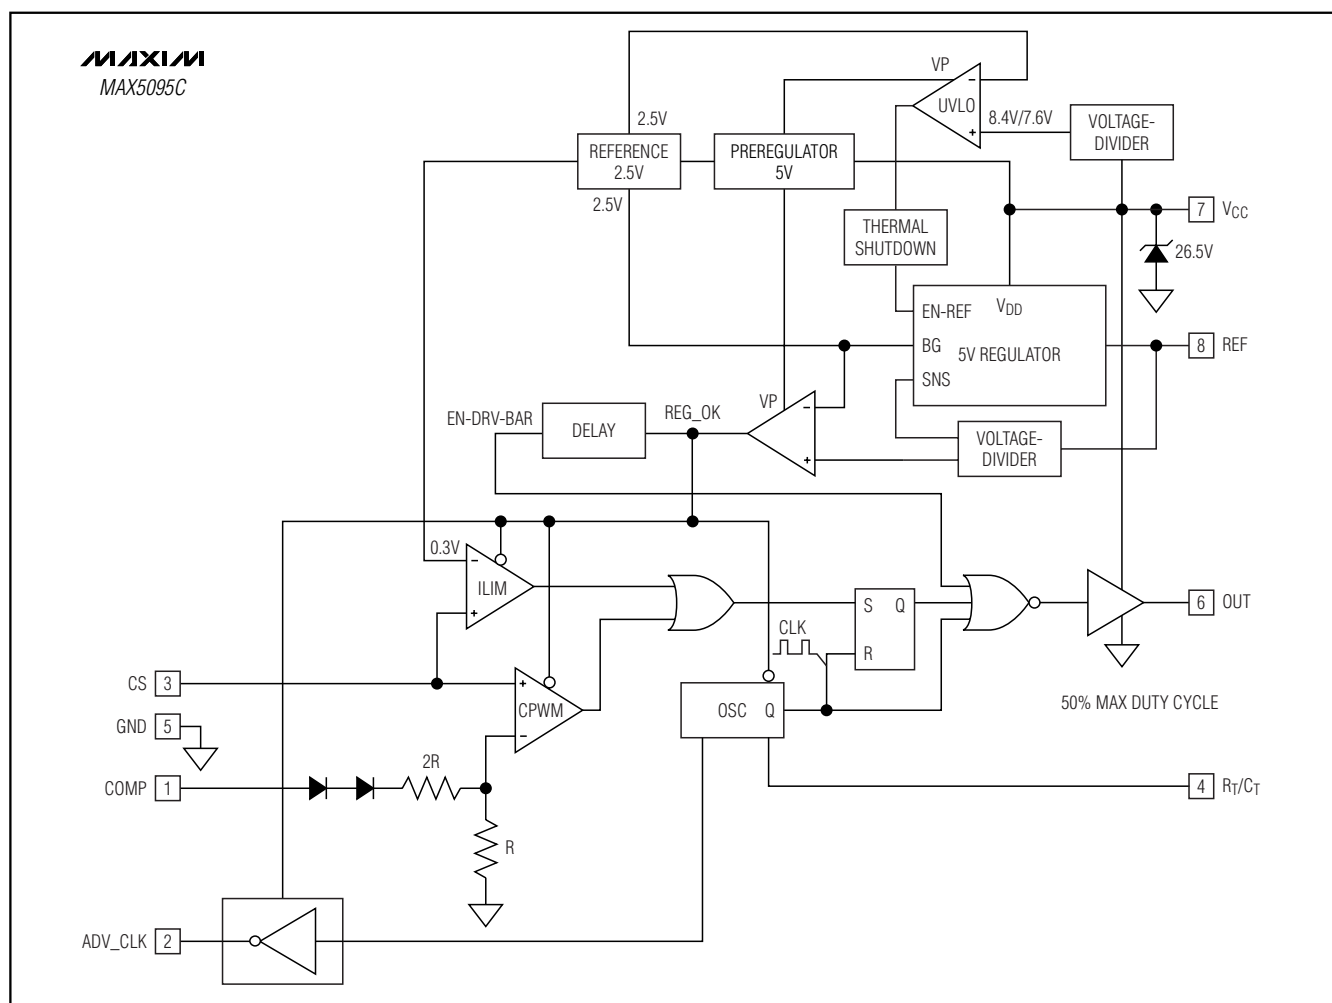 MAXIM
MAX5095C
VP
−
UVLO
+
8.4V/7.6V
VOLTAGE-
DIVIDER
2.5V
REFERENCE
2.5V
2.5V
PREREGULATOR
5V
7 VCC
26.5V
THERMAL
SHUTDOWN
VDD
EN-REF
BG
5V REGULATOR
SNS
8 REF
VP
−
+
EN-DRV-BAR
DELAY
REG_OK
VOLTAGE-
DIVIDER
0.3V
−
ILIM
+
S Q
R
CLK
6 OUT
CS 3
+
CPWM
−
OSC Q
50% MAX DUTY CYCLE
GND 5
COMP 1
2R
R
4 RT/CT
ADV_CLK 2